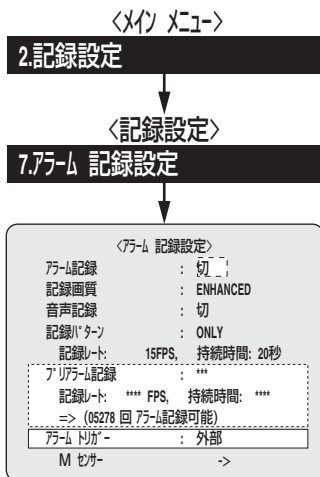 〈メイン メニュー〉
2.記録設定
〈記録設定〉
7.アラーム 記録設定
〈アラーム 記録設定〉
アラーム記録 : 切
記録画質 : ENHANCED
音声記録 : 切
記録パターン : ONLY
記録レート: 15FPS, 持続時間: 20秒
プリアラーム記録 : ***
記録レート: **** FPS, 持続時間: ****
=> (05278 回 アラーム記録可能)
アラーム トリガー : 外部
M センサー ->